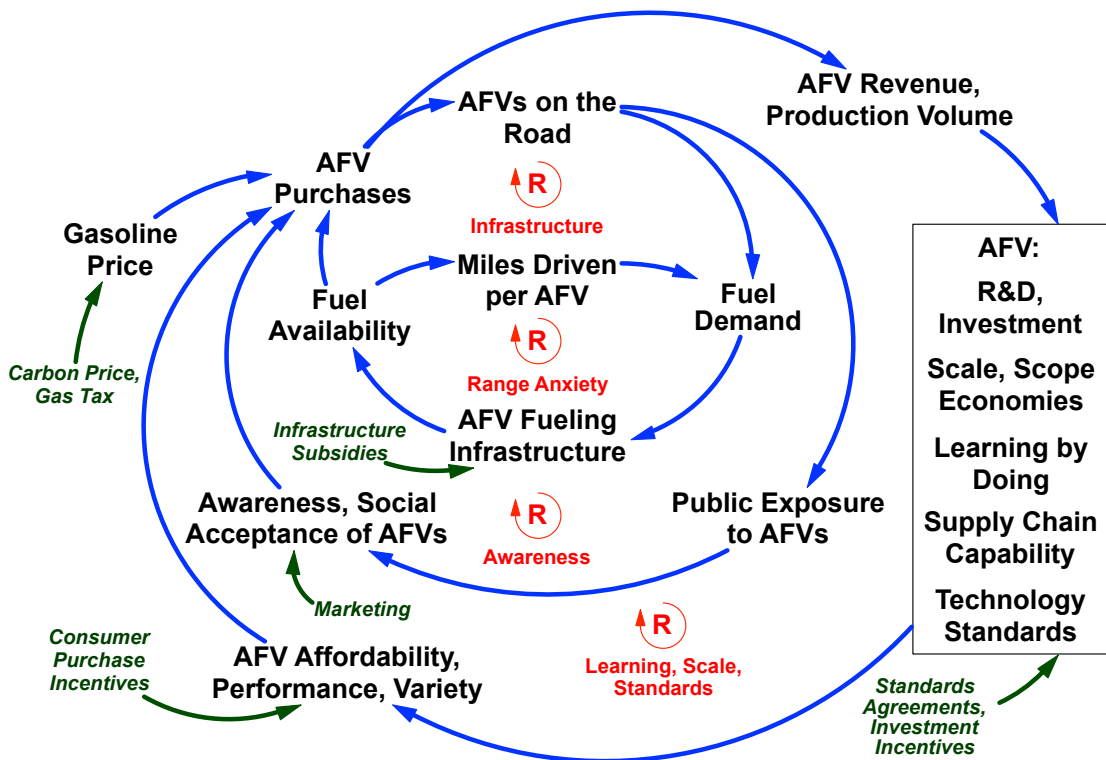 AFV Revenue,
Production Volume
AFVs on the
Road
AFV
Purchases
R
Infrastructure
Gasoline
Price
Miles Driven
per AFV
Fuel
Availability
Fuel
Demand
R
Range Anxiety
Carbon Price,
Gas Tax
AFV Fueling
Infrastructure
Infrastructure
Subsidies
Awareness, Social
Acceptance of AFVs
R
Awareness
Public Exposure
to AFVs
Marketing
R
Learning, Scale,
Standards
Consumer
Purchase
Incentives
AFV Affordability,
Performance, Variety
AFV:
R&D,
Investment
Scale, Scope
Economies
Learning by
Doing
Supply Chain
Capability
Technology
Standards
Standards
Agreements,
Investment
Incentives